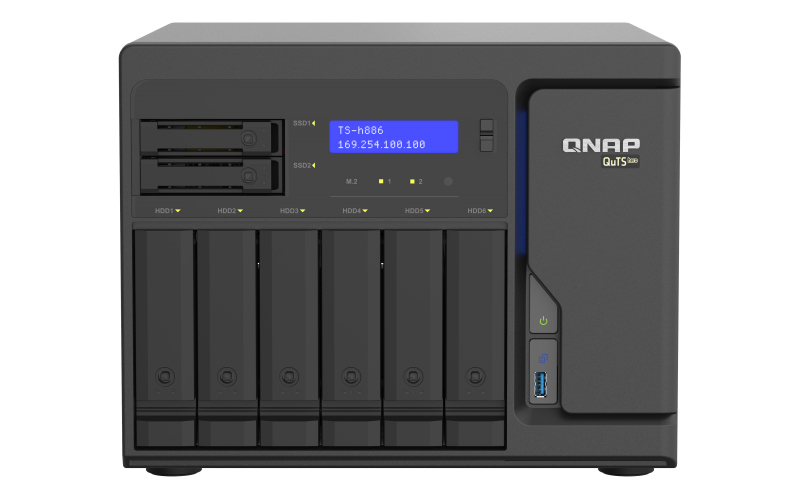 SSD1
TS-h886
169.254.100.100
SSD2
M.2 1 2
HDD1 HDD2 HDD3 HDD4 HDD5 HDD6
QNAP
QuTS hero